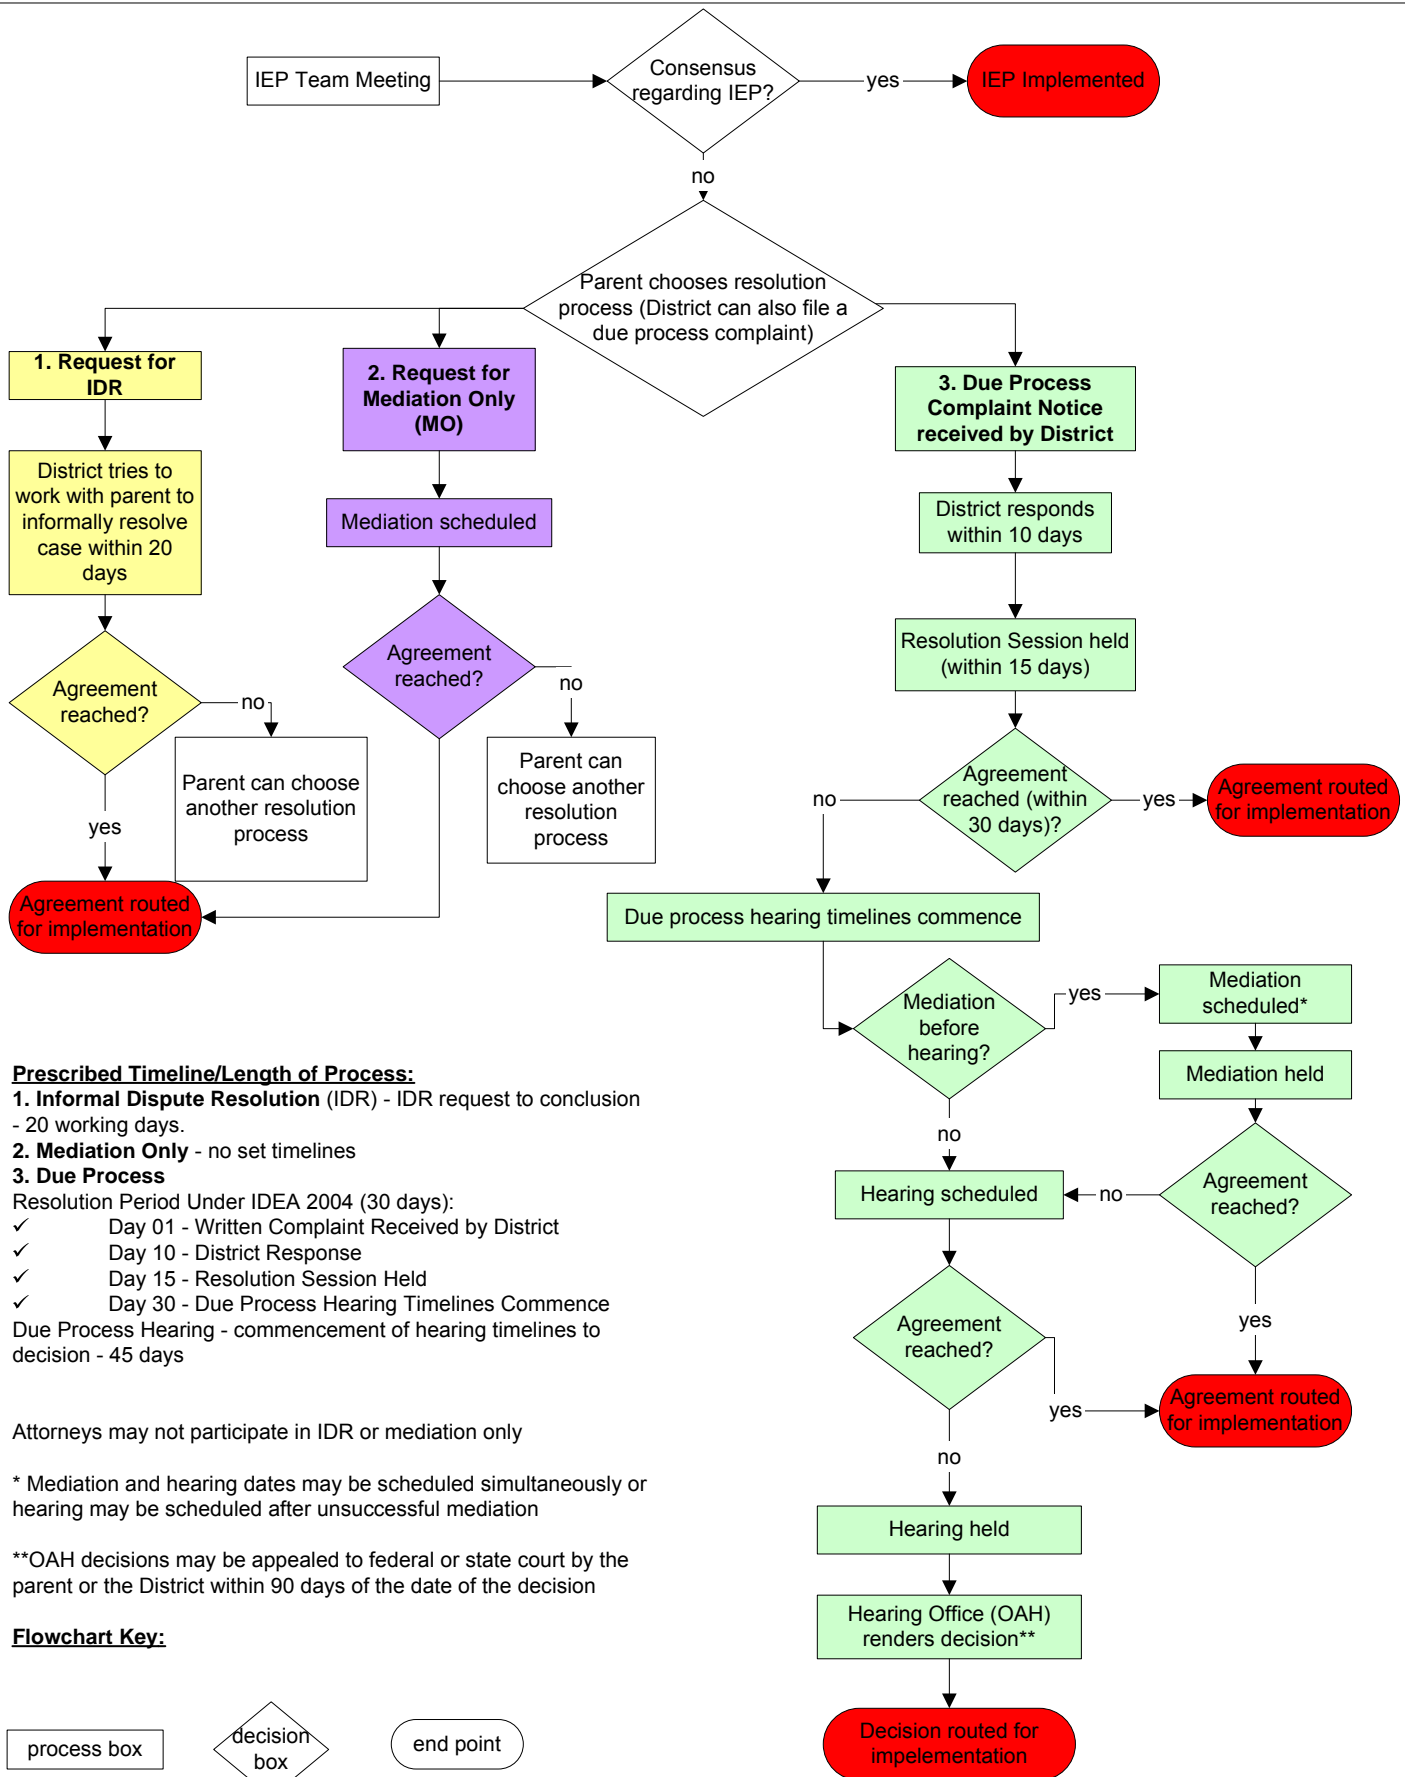 IEP Team Meeting
Consensus
regarding IEP?
yes
IEP Implemented
no
Parent chooses resolution
process (District can also file a
due process complaint)
1. Request for
IDR
2. Request for
Mediation Only
(MO)
3. Due Process
Complaint Notice
received by District
District tries to
work with parent to
informally resolve
case within 20
days
Mediation scheduled
District responds
within 10 days
Agreement
reached?
no
Agreement
reached?
no
Resolution Session held
(within 15 days)
Parent can choose
another resolution
process
Parent can
choose another
resolution
process
yes
Agreement routed
for implementation
Agreement
reached (within
30 days)?
no
yes
Agreement routed
for implementation
Due process hearing timelines commence
Mediation
before
hearing?
yes
Mediation
scheduled*
Mediation held
no
Agreement
reached?
no
Hearing scheduled
yes
Agreement
reached?
yes
Agreement routed
for implementation
no
Hearing held
Hearing Office (OAH)
renders decision**
Decision routed for
impelementation
Prescribed Timeline/Length of Process:
1. Informal Dispute Resolution (IDR) - IDR request to conclusion
- 20 working days.
2. Mediation Only - no set timelines
3. Due Process
Resolution Period Under IDEA 2004 (30 days):
✓ Day 01 - Written Complaint Received by District
✓ Day 10 - District Response
✓ Day 15 - Resolution Session Held
✓ Day 30 - Due Process Hearing Timelines Commence
Due Process Hearing - commencement of hearing timelines to
decision - 45 days
Attorneys may not participate in IDR or mediation only
* Mediation and hearing dates may be scheduled simultaneously or
hearing may be scheduled after unsuccessful mediation
**OAH decisions may be appealed to federal or state court by the
parent or the District within 90 days of the date of the decision
Flowchart Key:
process box
decision
box
end point